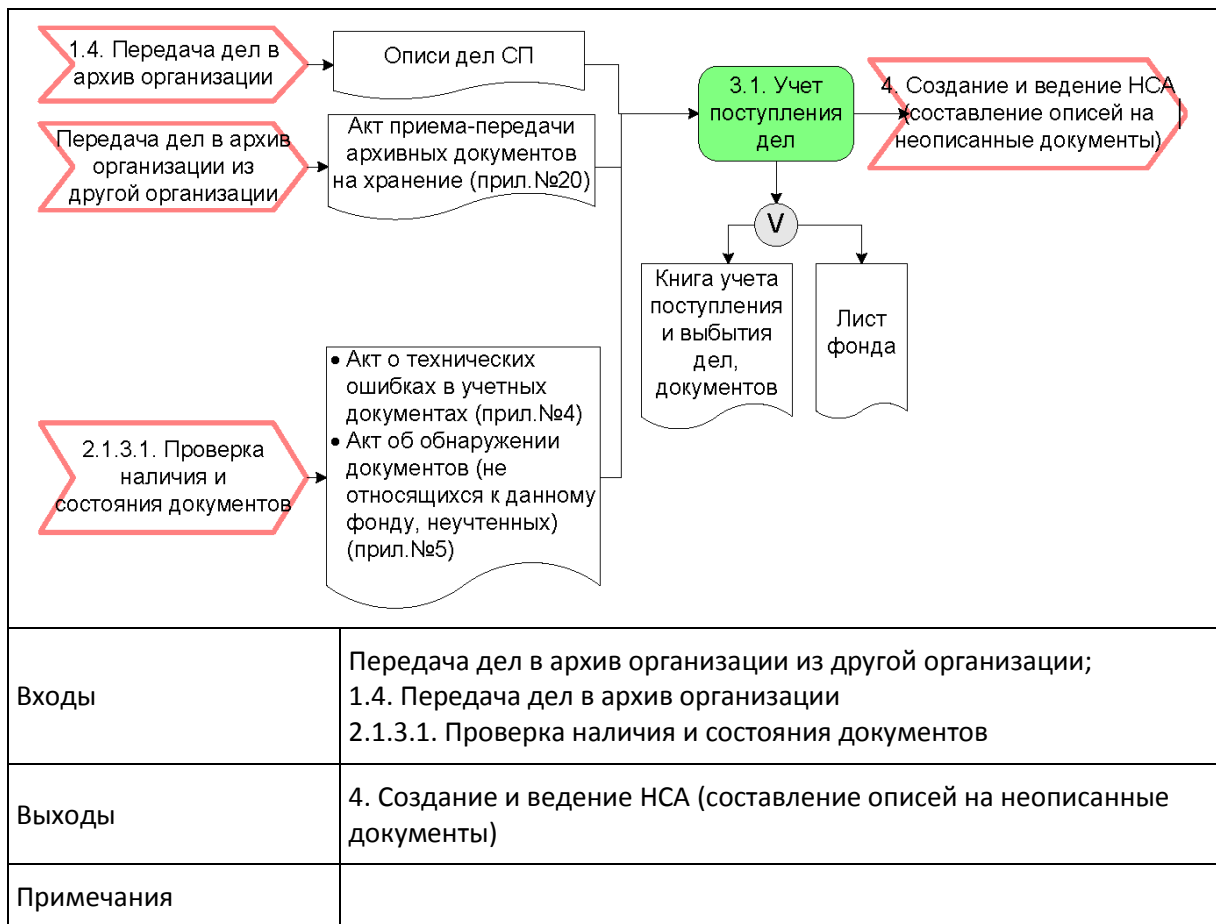 1.4. Передача дел в
архив организации
Описи дел СП
3.1. Учет
поступления
дел
4. Создание и ведение НСА
(составление описей на
неописанные документы)
Передача дел в архив
организации из
другой организации
Акт приема-передачи
архивных документов
на хранение (прил.№20)
V
Книга учета
поступления
и выбытия
дел,
документов
Лист
фонда
2.1.3.1. Проверка
наличия и
состояния документов
• Акт о технических
ошибках в учетных
документах (прил.№4)
• Акт об обнаружении
документов (не
относящихся к данному
фонду, неучтенных)
(прил.№5)
Входы
Передача дел в архив организации из другой организации;
1.4. Передача дел в архив организации
2.1.3.1. Проверка наличия и состояния документов
Выходы
4. Создание и ведение НСА (составление описей на неописанные
документы)
Примечания